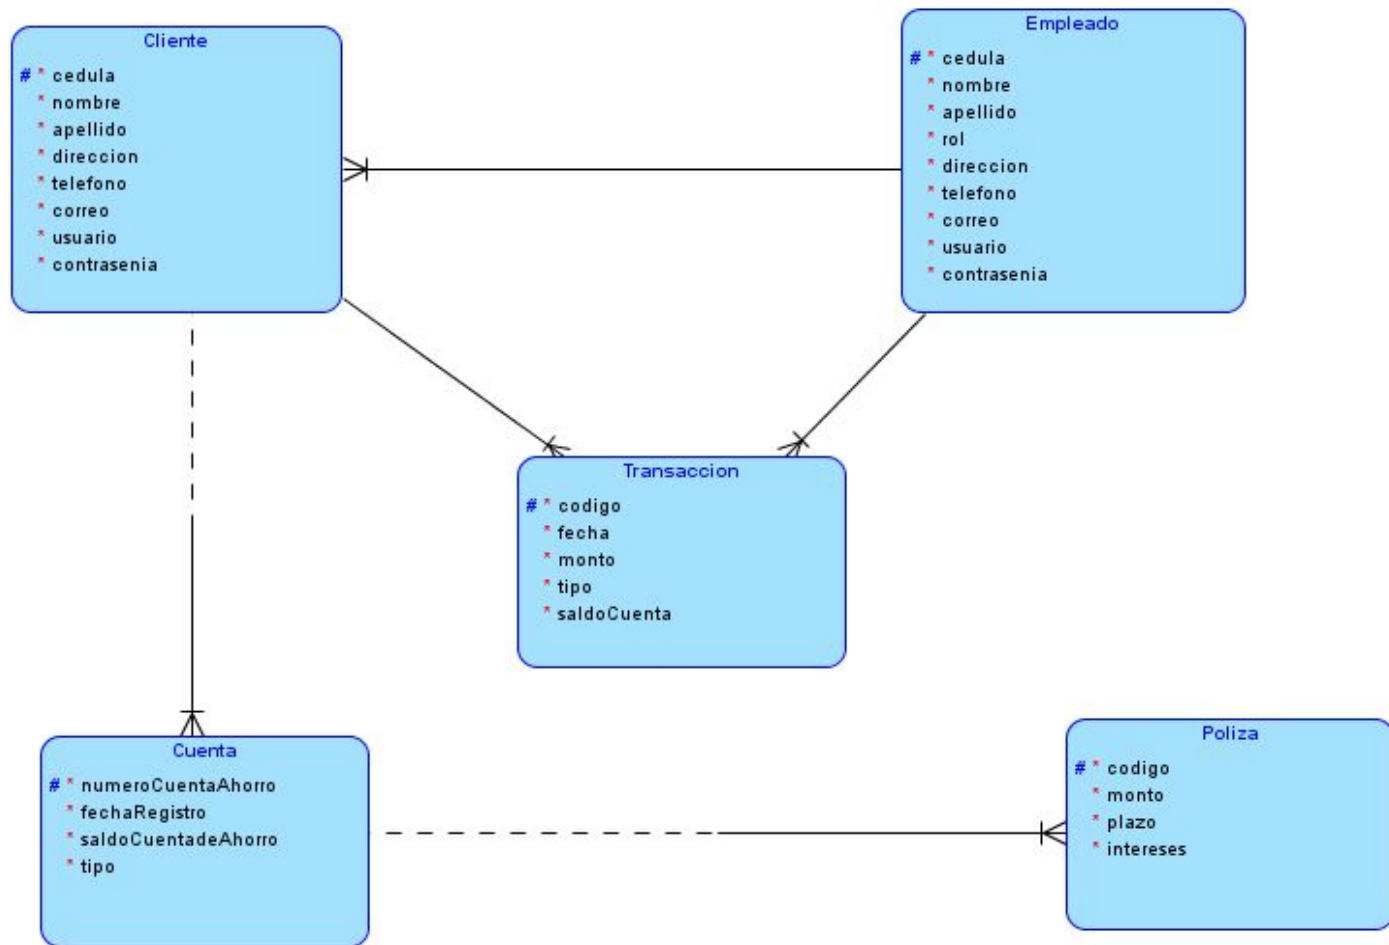 Cliente
# * cedula
* nombre
* apellido
* direccion
* telefono
* correo
* usuario
* contrasenia
Empleado
# * cedula
* nombre
* apellido
* rol
* direccion
* telefono
* correo
* usuario
* contrasenia
Transaccion
# * codigo
* fecha
* monto
* tipo
* saldoCuenta
Cuenta
# * numeroCuentaAhorro
* fechaRegistro
* saldoCuentadeAhorro
* tipo
Poliza
# * codigo
* monto
* plazo
* intereses